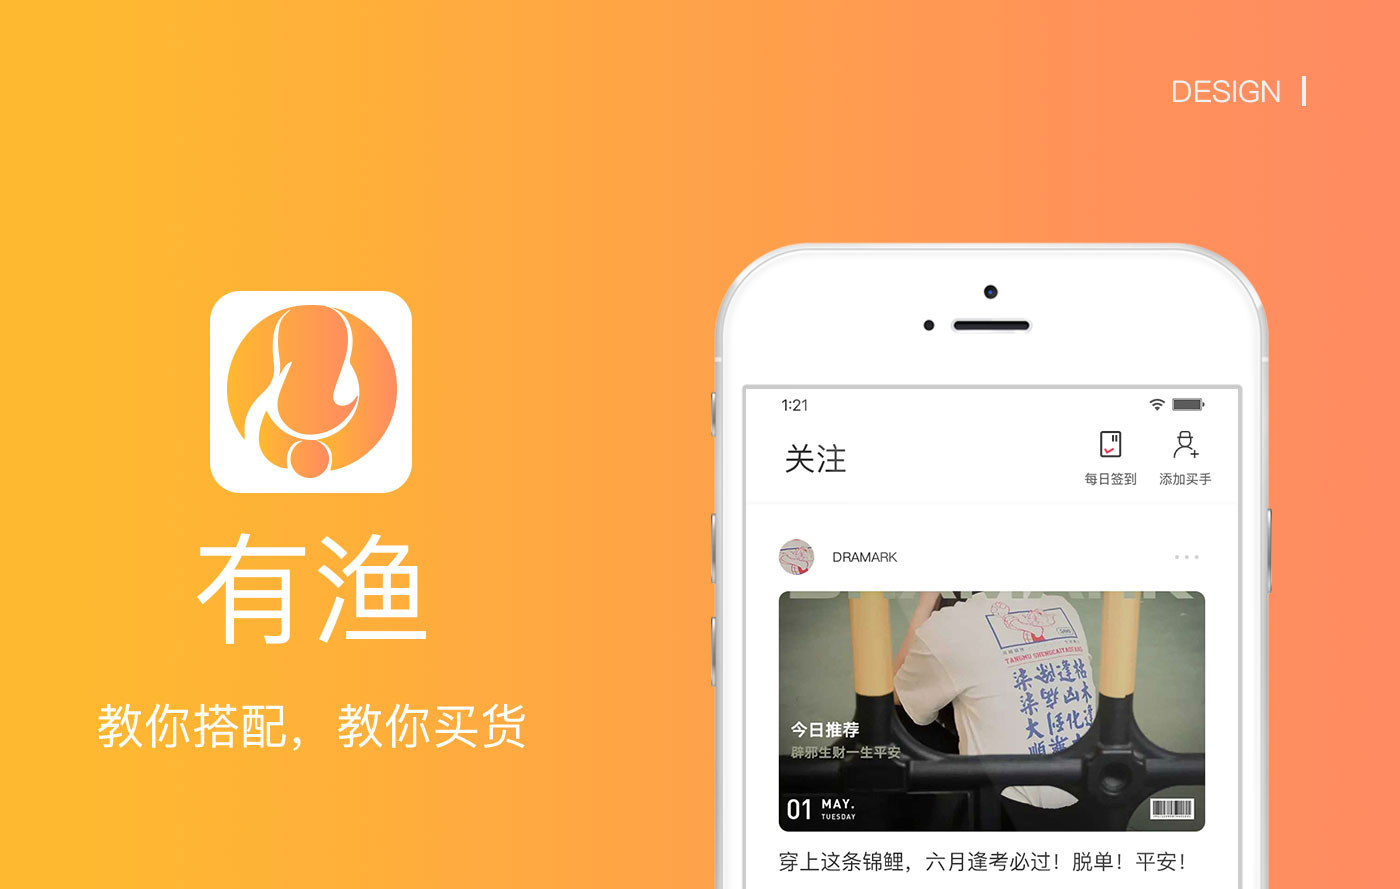 DESIGN
有渔
教你搭配，教你买货
1:21
关注
每日签到
添加买手
DRAMARK
TANGMU SHENGCAIYAOFANG
今日推荐
辟邪生财一生平安
01 MAY.
TUESDAY
穿上这条锦鲤，六月逢考必过！脱单！平安！